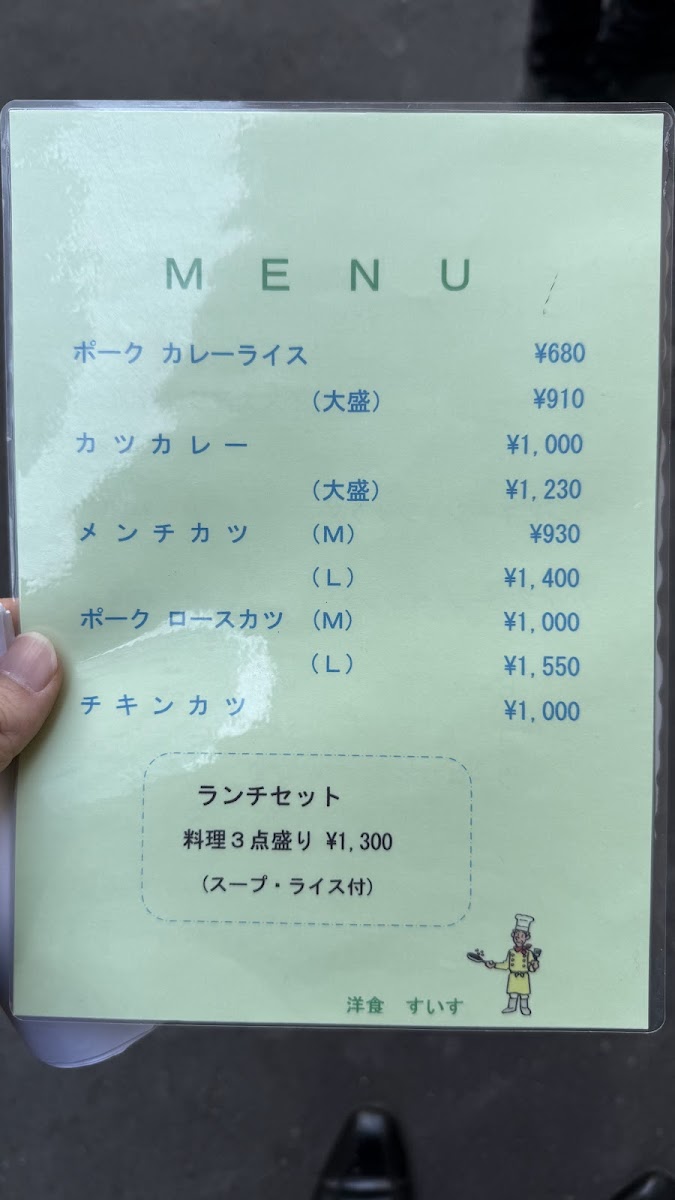 MENU
ポーク カレーライス ¥680
（大盛） ¥910
カツカレー ¥1,000
（大盛） ¥1,230
メンチカツ （M） ¥930
（L） ¥1,400
ポーク ロースカツ （M） ¥1,000
（L） ¥1,550
チキンカツ ¥1,000
ランチセット
料理３点盛り ¥1,300
（スープ・ライス付）
洋食 すいす